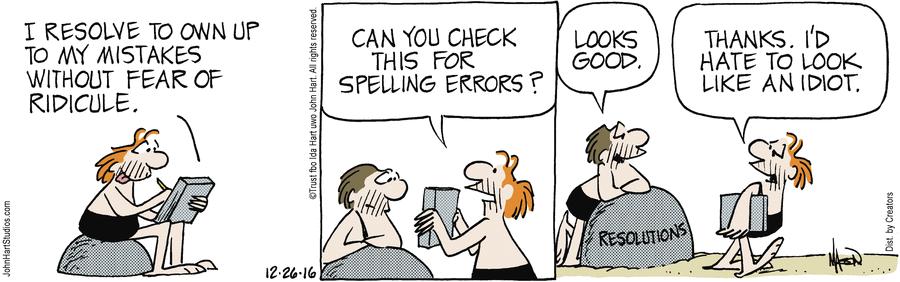 I RESOLVE TO OWN UP
TO MY MISTAKES
WITHOUT FEAR OF
RIDICULE.
JohnHartStudios.com
12·26·16
©Trust fbo Ida Hart uwo John Hart. All rights reserved.
CAN YOU CHECK
THIS FOR
SPELLING ERRORS?
LOOKS
GOOD.
RESOLUTIONS
THANKS. I'D
HATE TO LOOK
LIKE AN IDIOT.
Dist. by Creators